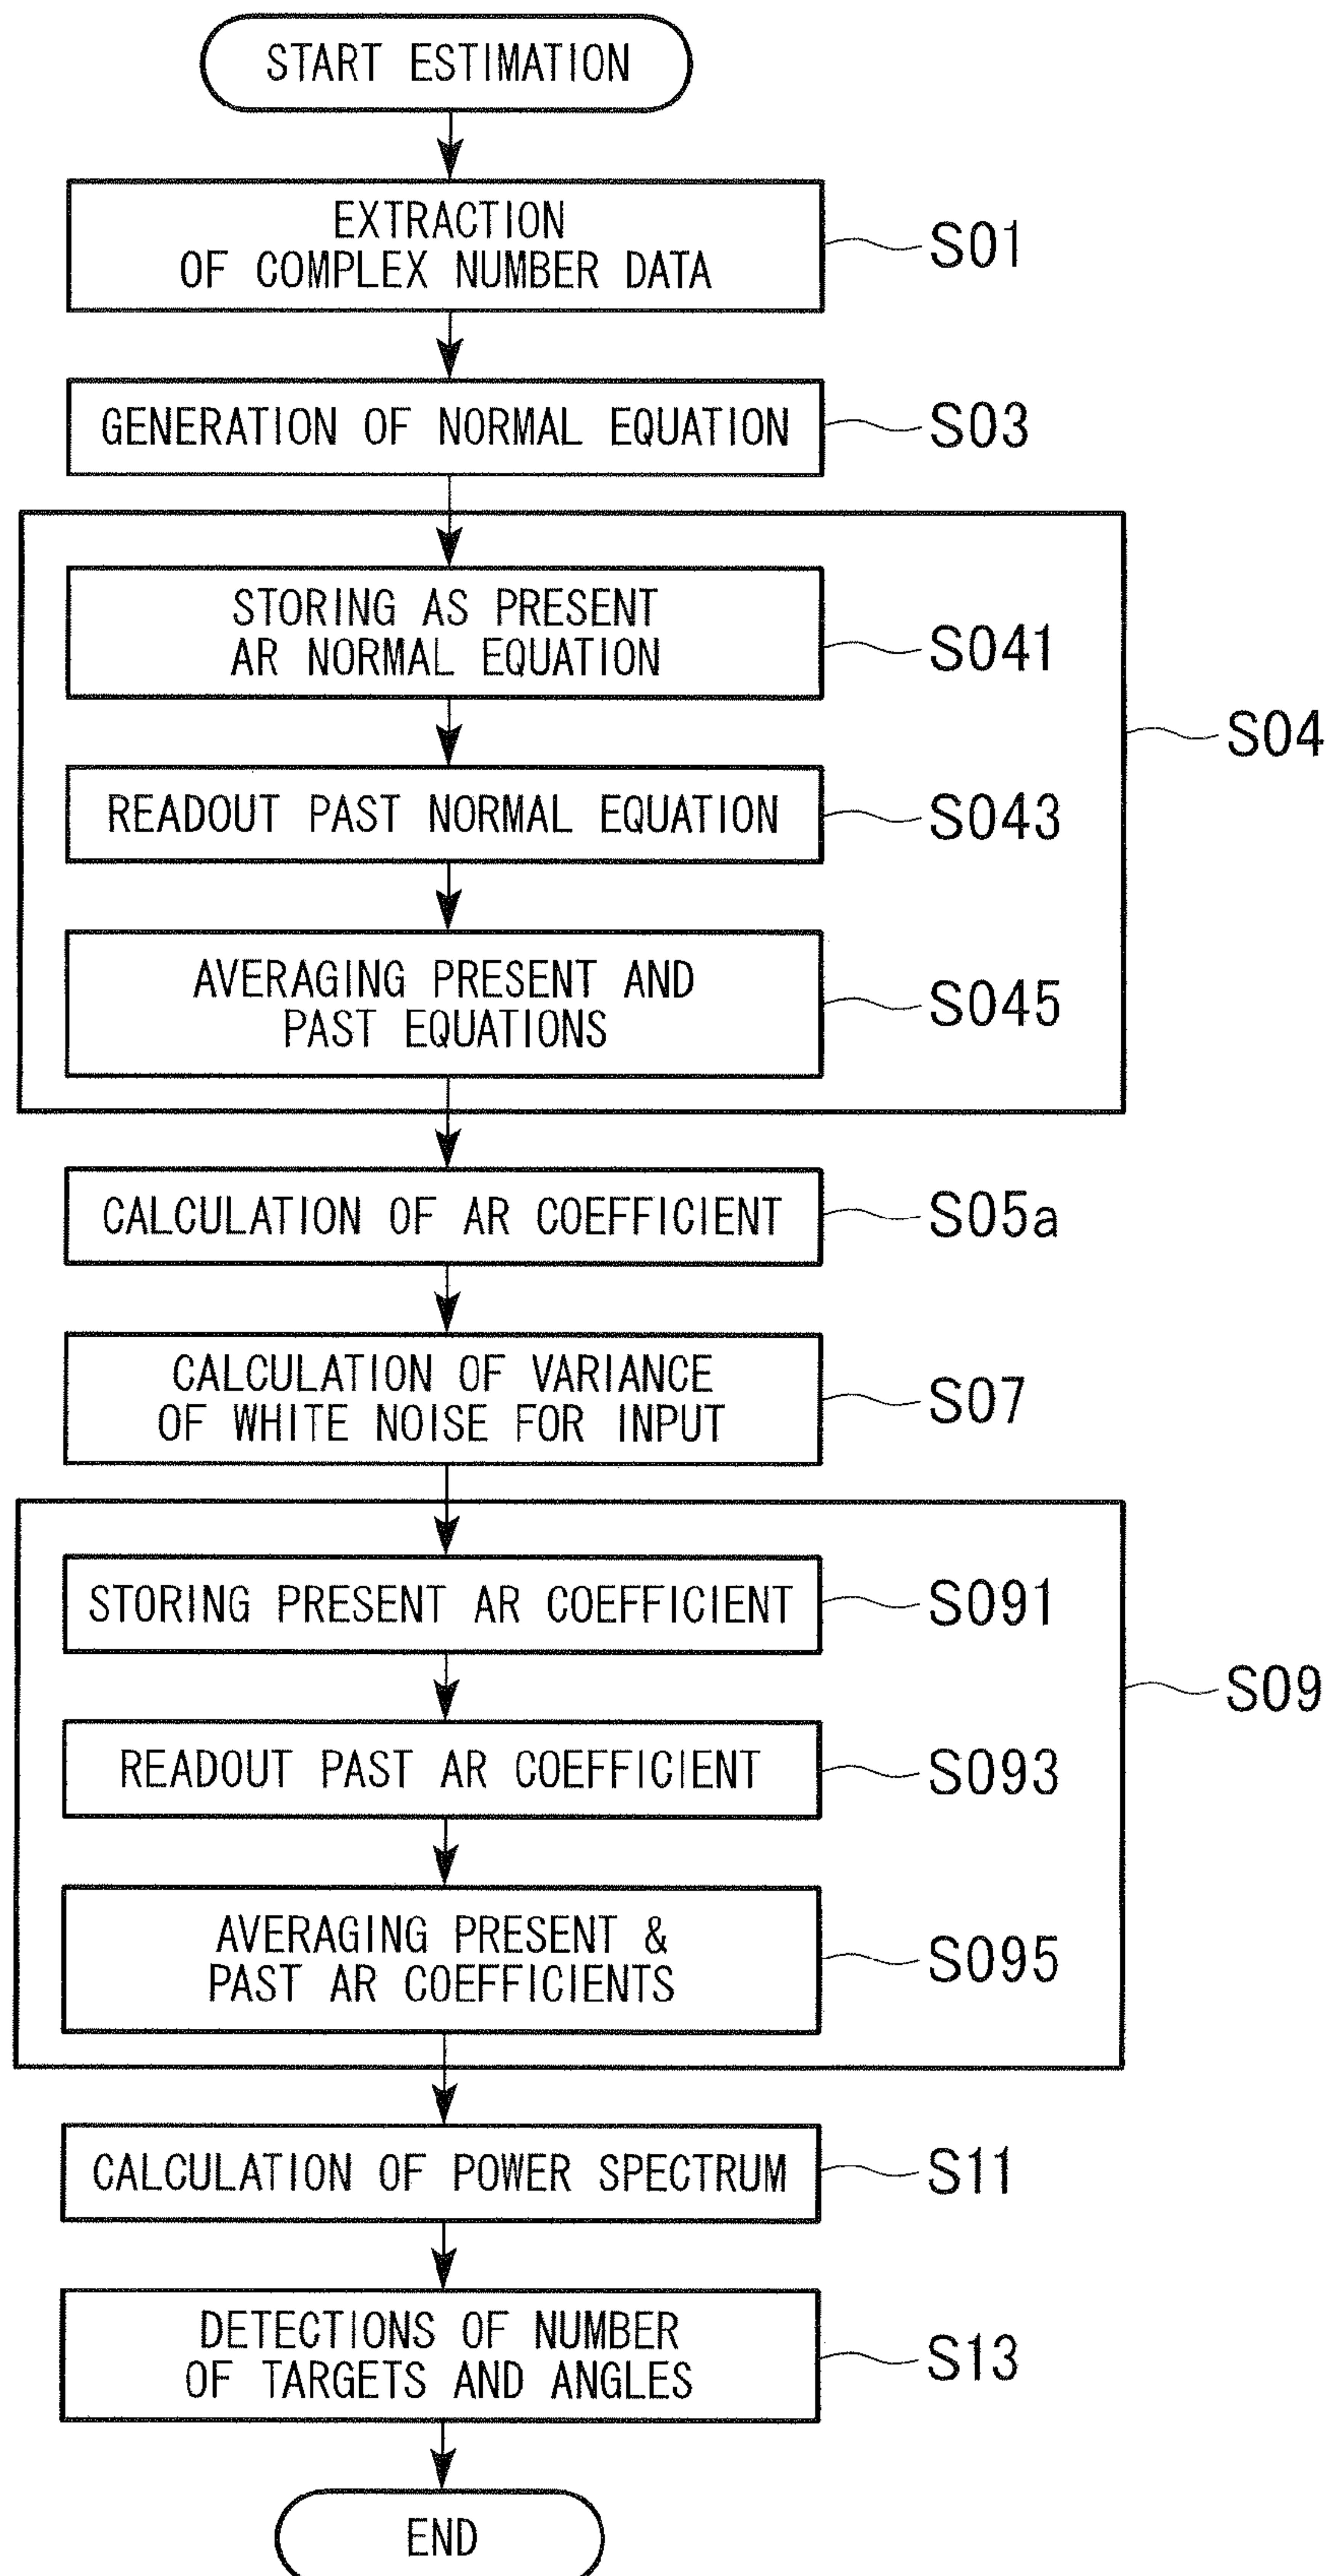 START ESTIMATION
EXTRACTION
OF COMPLEX NUMBER DATA
S01
GENERATION OF NORMAL EQUATION
S03
STORING AS PRESENT
AR NORMAL EQUATION
S041
S04
READOUT PAST NORMAL EQUATION
S043
AVERAGING PRESENT AND
PAST EQUATIONS
S045
CALCULATION OF AR COEFFICIENT
S05a
CALCULATION OF VARIANCE
OF WHITE NOISE FOR INPUT
S07
STORING PRESENT AR COEFFICIENT
S091
S09
READOUT PAST AR COEFFICIENT
S093
AVERAGING PRESENT &
PAST AR COEFFICIENTS
S095
CALCULATION OF POWER SPECTRUM
S11
DETECTIONS OF NUMBER
OF TARGETS AND ANGLES
S13
END